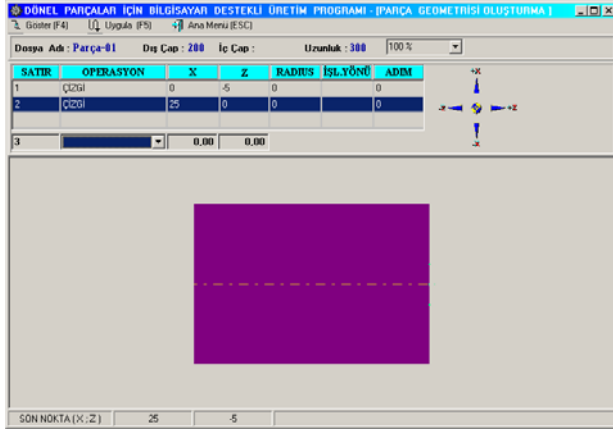 DÖNEL PARÇALAR İÇİN BİLGİSAYAR DESTEKLİ ÜRETİM PROGRAMI - [PARÇA GEOMETRİSİ OLUŞTURMA ]
Göster (F4) Uygula (F5) Ana Menü (ESC)
Dosya Adı : Parça-01 Dış Çap : 200 İç Çap : Uzunluk : 300 100 %
SATIR OPERASYON X Z RADIUS İŞL.YÖNÜ ADIM
1 ÇİZGİ 0 -5 0 0
2 ÇİZGİ 25 0 0 0
3 0,00 0,00
+X
-z +Z
-X
SON NOKTA ( X ; Z ) 25 -5